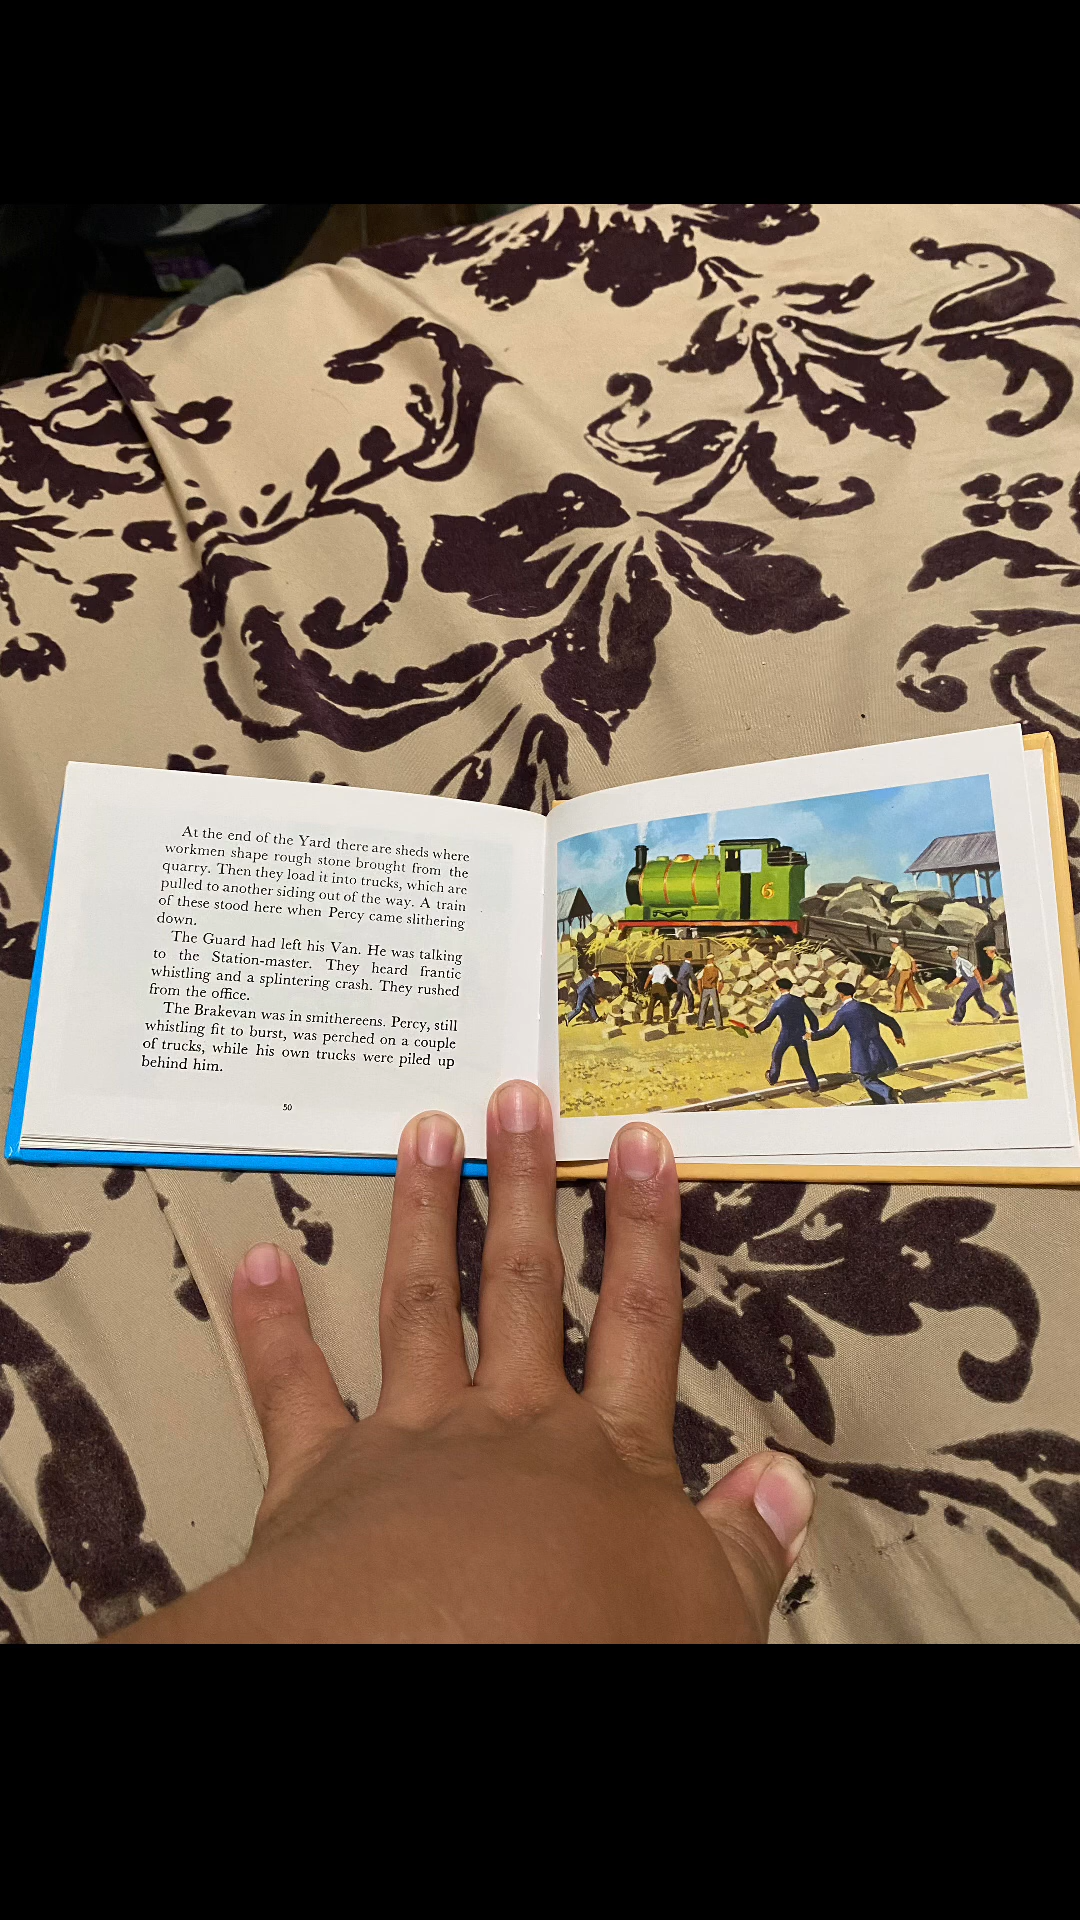 At the end of the Yard there are sheds where
workmen shape rough stone brought from the
quarry. Then they load it into trucks, which are
pulled to another siding out of the way. A train
of these stood here when Percy came slithering
down.
The Guard had left his Van. He was talking
to the Station-master. They heard frantic
whistling and a splintering crash. They rushed
from the office.
The Brakevan was in smithereens. Percy, still
whistling fit to burst, was perched on a couple
of trucks, while his own trucks were piled up
behind him.
50
6